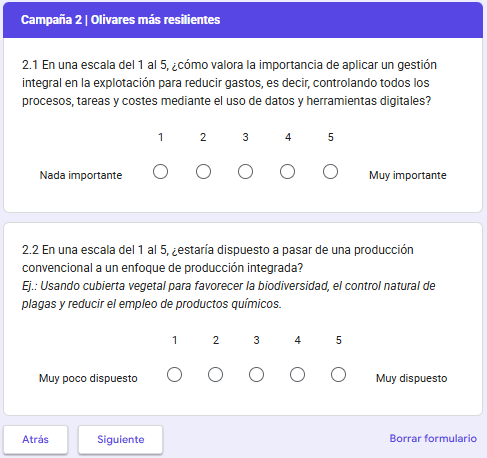 Campaña 2 | Olivares más resilientes
2.1 En una escala del 1 al 5, ¿cómo valora la importancia de aplicar un gestión
integral en la explotación para reducir gastos, es decir, controlando todos los
procesos, tareas y costes mediante el uso de datos y herramientas digitales?
1 2 3 4 5
Nada importante Muy importante
2.2 En una escala del 1 al 5, ¿estaría dispuesto a pasar de una producción
convencional a un enfoque de producción integrada?
Ej.: Usando cubierta vegetal para favorecer la biodiversidad, el control natural de
plagas y reducir el empleo de productos químicos.
1 2 3 4 5
Muy poco dispuesto Muy dispuesto
Atrás Siguiente Borrar formulario